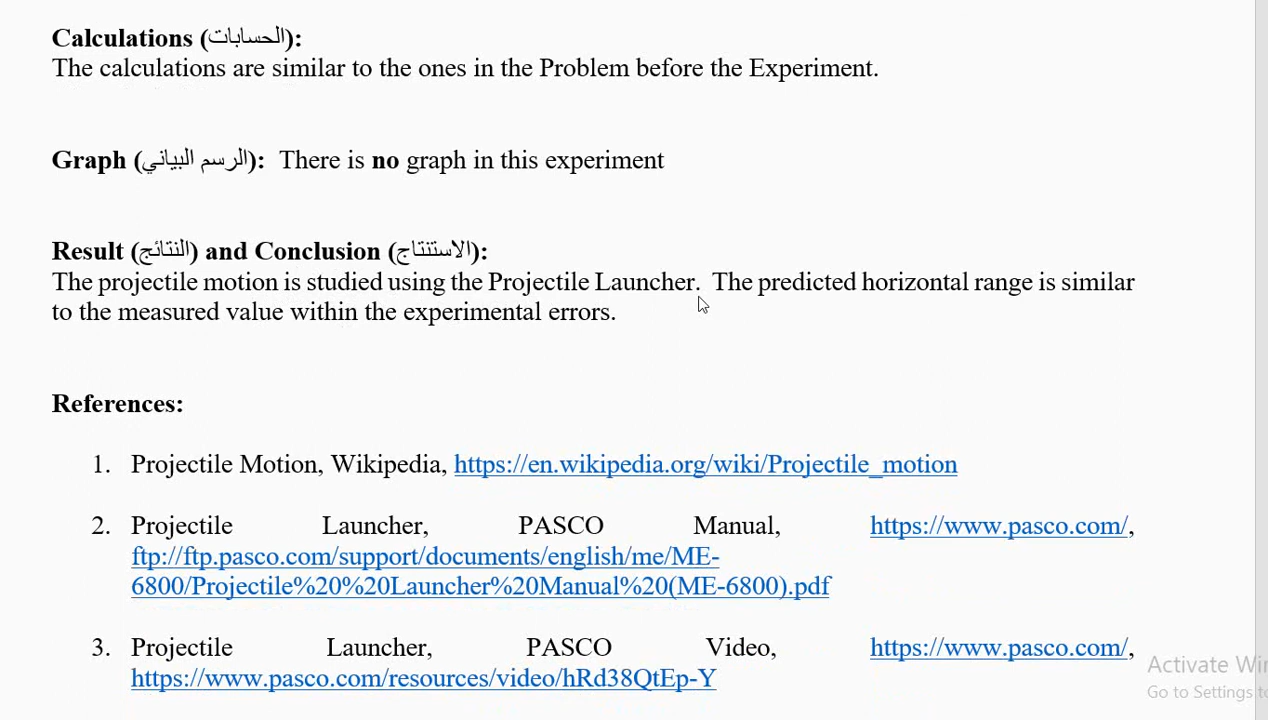 Calculations (الحسابات):
The calculations are similar to the ones in the Problem before the Experiment.
Graph (الرسم البياني): There is no graph in this experiment
Result (النتائج) and Conclusion (الاستنتاج):
The projectile motion is studied using the Projectile Launcher. The predicted horizontal range is similar
to the measured value within the experimental errors.
References:
1. Projectile Motion, Wikipedia, https://en.wikipedia.org/wiki/Projectile_motion
2. Projectile Launcher, PASCO Manual, https://www.pasco.com/,
ftp://ftp.pasco.com/support/documents/english/me/ME-
6800/Projectile%20%20Launcher%20Manual%20(ME-6800).pdf
3. Projectile Launcher, PASCO Video, https://www.pasco.com/,
https://www.pasco.com/resources/video/hRd38QtEp-Y
Activate Win
Go to Settings to